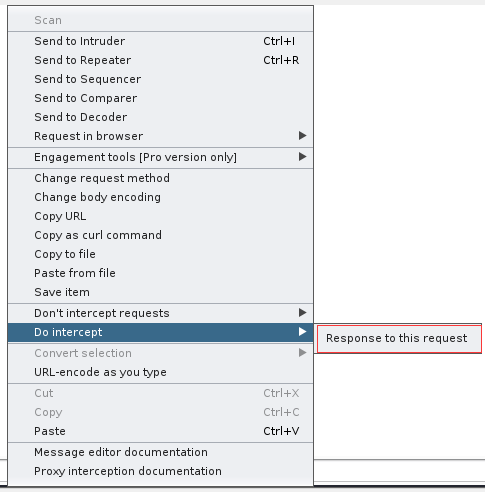 Scan
Send to Intruder Ctrl+I
Send to Repeater Ctrl+R
Send to Sequencer
Send to Comparer
Send to Decoder
Request in browser
Engagement tools [Pro version only]
Change request method
Change body encoding
Copy URL
Copy as curl command
Copy to file
Paste from file
Save item
Don't intercept requests
Do intercept
Response to this request
Convert selection
URL-encode as you type
Cut Ctrl+X
Copy Ctrl+C
Paste Ctrl+V
Message editor documentation
Proxy interception documentation